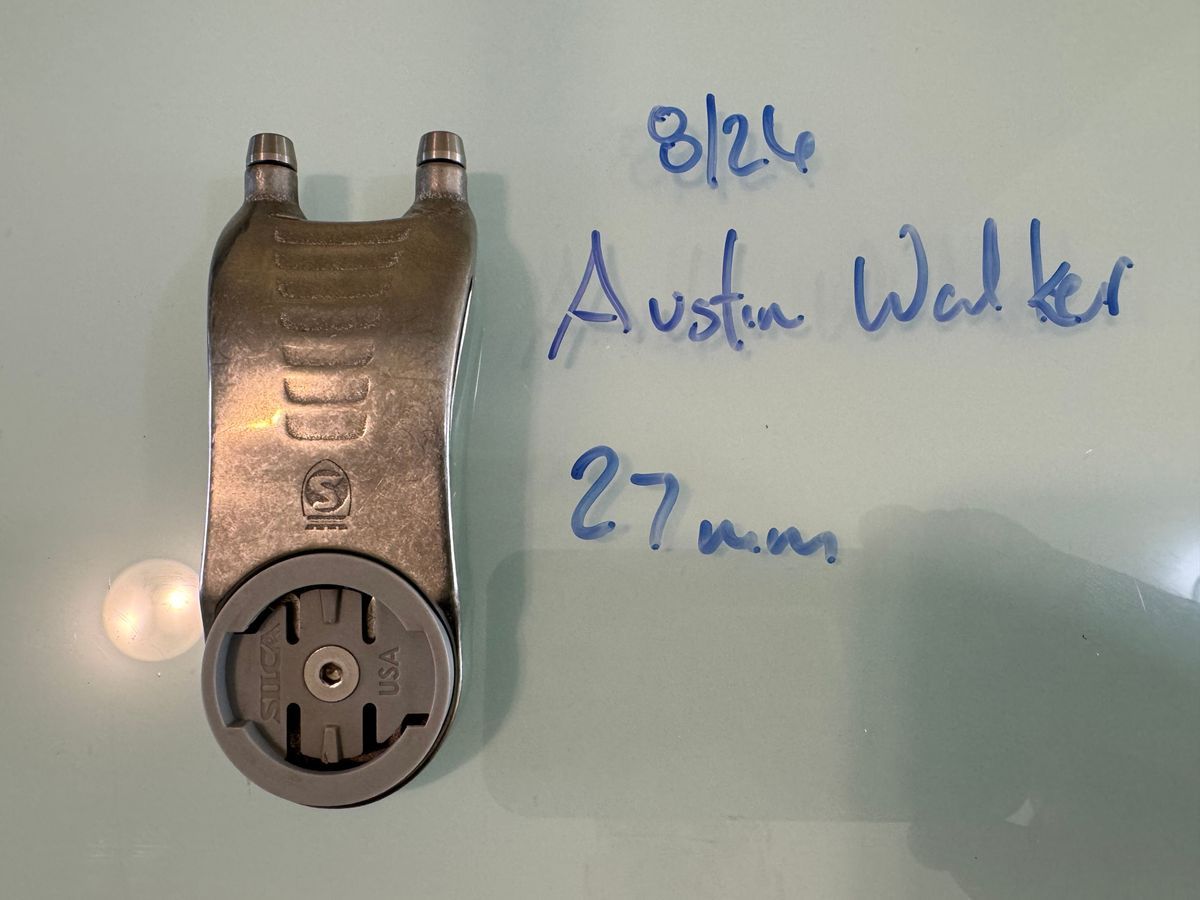 8/26
Austin Walker
27mm
S
SILCA
USA